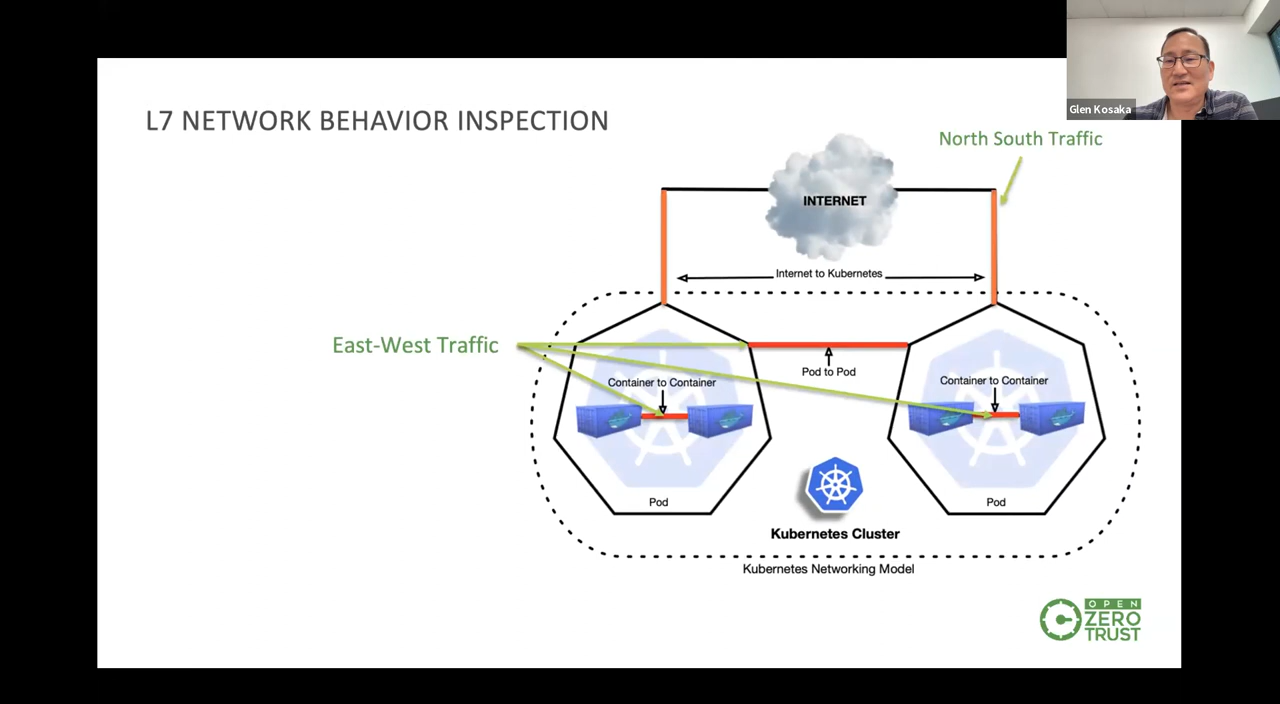 Glen Kosaka
L7 NETWORK BEHAVIOR INSPECTION
North South Traffic
INTERNET
Internet to Kubernetes
East-West Traffic
Pod to Pod
Container to Container
Container to Container
Pod
Pod
Kubernetes Cluster
Kubernetes Networking Model
OPEN
ZERO
TRUST